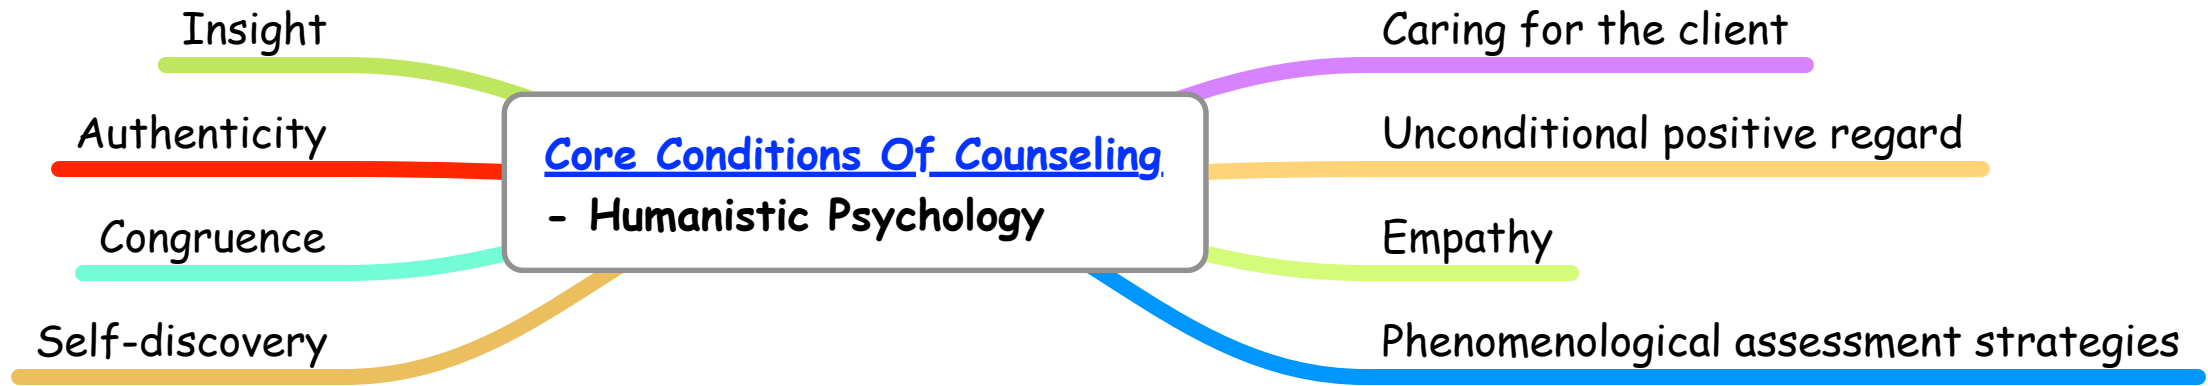 Insight
Authenticity
Congruence
Self-discovery
Core Conditions Of Counseling
- Humanistic Psychology
Caring for the client
Unconditional positive regard
Empathy
Phenomenological assessment strategies